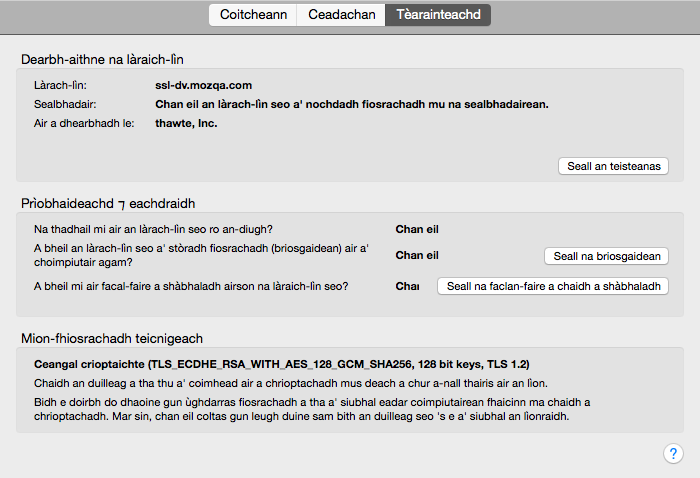 Coitcheann Ceadachan Tèarainteachd
Dearbh-aithne na làraich-lìn
Làrach-lìn: ssl-dv.mozqa.com
Sealbhadair: Chan eil an làrach-lìn seo a' nochdadh fiosrachadh mu na sealbhadairean.
Air a dhearbhadh le: thawte, Inc.
Seall an teisteanas
Prìobhaideachd ⁊ eachdraidh
Na thadhail mi air an làrach-lìn seo ro an-diugh? Chan eil
A bheil an làrach-lìn seo a' stòradh fiosrachadh (briosgaidean) air a'
choimpiutair agam? Chan eil Seall na briosgaidean
A bheil mi air facal-faire a shàbhaladh airson na làraich-lìn seo? Seall na faclan-faire a chaidh a shàbhaladh
Mion-fhiosrachadh teicnigeach
Ceangal crioptaichte (TLS_ECDHE_RSA_WITH_AES_128_GCM_SHA256, 128 bit keys, TLS 1.2)
Chaidh an duilleag a tha thu a' coimhead air a chrioptachadh mus deach a chur a-nall thairis air an lìon.
Bidh e doirbh do dhaoine gun ùghdarras fiosrachadh a tha a' siubhal eadar coimpiutairean fhaicinn ma chaidh a
chrioptachadh. Mar sin, chan eil coltas gun leugh duine sam bith an duilleag seo 's e a' siubhal an lìonraidh.
?